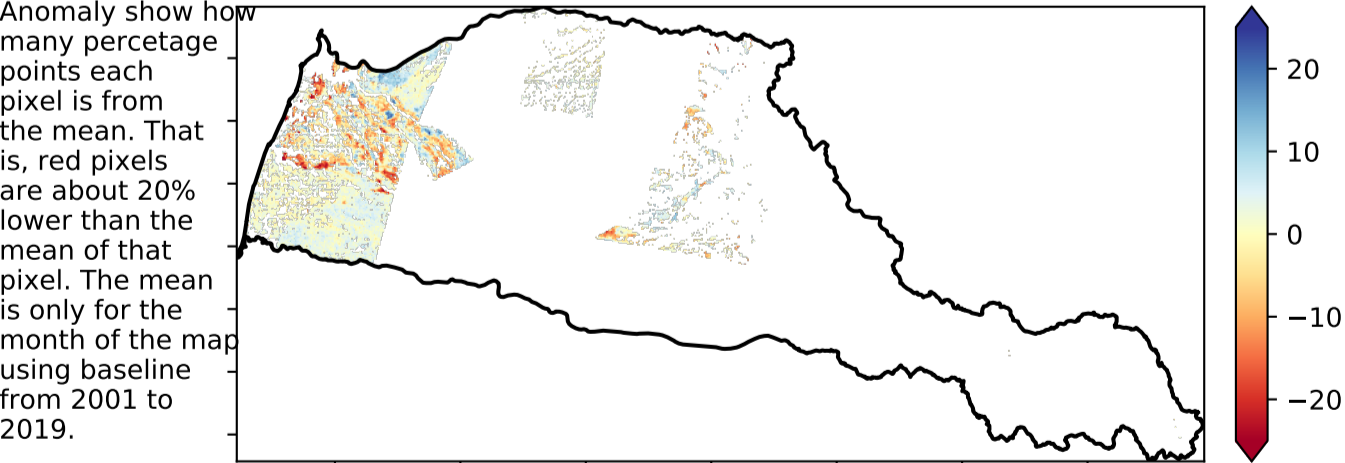 Anomaly show how
many percetage
points each
pixel is from
the mean. That
is, red pixels
are about 20%
lower than the
mean of that
pixel. The mean
is only for the
month of the map
using baseline
from 2001 to
2019.
20
10
0
−10
−20